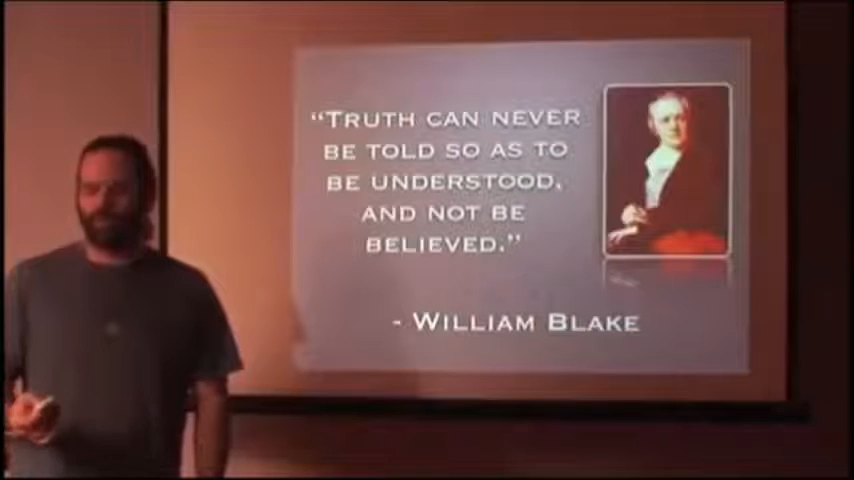 “Truth can never
be told so as to
be understood,
and not be
believed.”
- William Blake